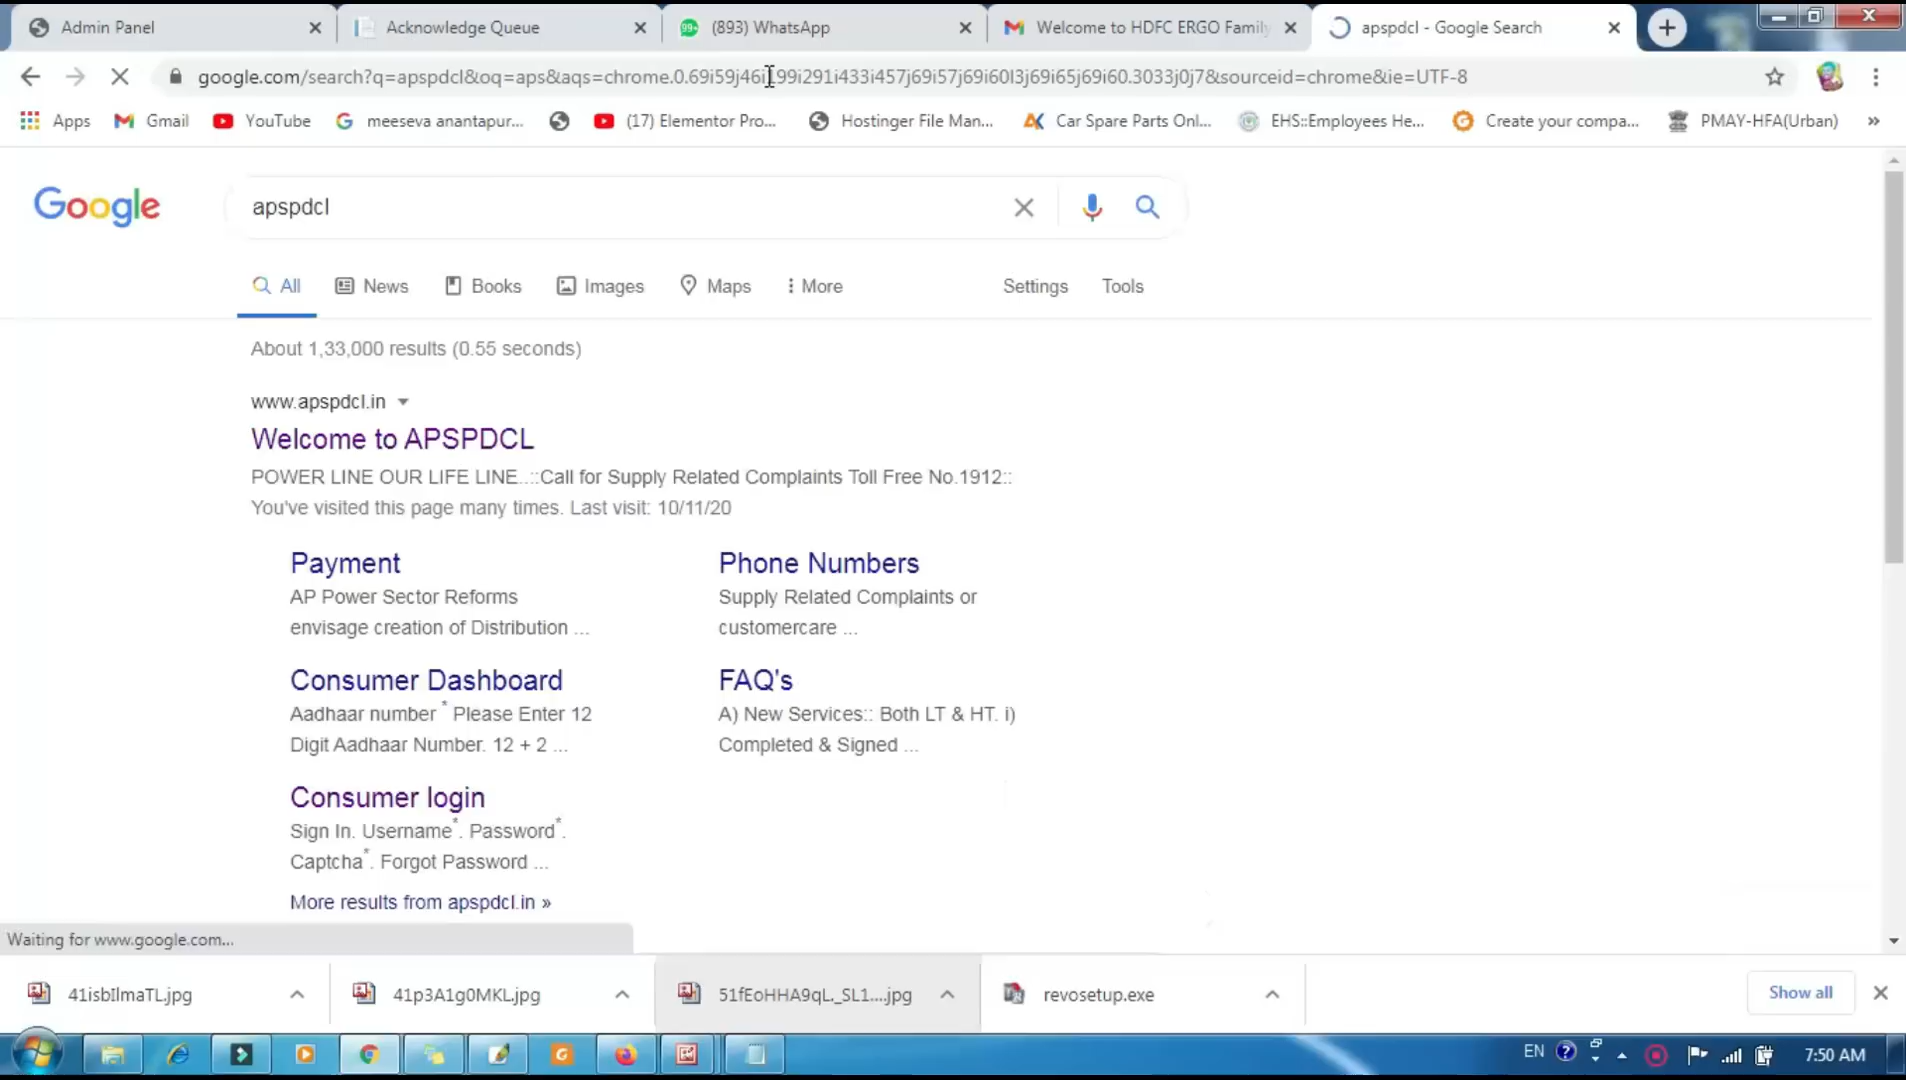 Admin Panel
Acknowledge Queue
(893) WhatsApp
Welcome to HDFC ERGO Family
apspdcl - Google Search
google.com/search?q=apspdcl&oq=aps&aqs=chrome.0.69i59j46i199i291i433i457j69i57j69i60l3j69i65j69i60.3033j0j7&sourceid=chrome&ie=UTF-8
Apps
Gmail
YouTube
meeseva anantapur...
(17) Elementor Pro...
Hostinger File Man...
Car Spare Parts Onl...
EHS::Employees He...
Create your compa...
PMAY-HFA(Urban)
»
Google
apspdcl
All
News
Books
Images
Maps
More
Settings
Tools
About 1,33,000 results (0.55 seconds)
www.apspdcl.in
Welcome to APSPDCL
POWER LINE OUR LIFE LINE...::Call for Supply Related Complaints Toll Free No.1912::
You've visited this page many times. Last visit: 10/11/20
Payment
AP Power Sector Reforms
envisage creation of Distribution ...
Phone Numbers
Supply Related Complaints or
customercare ...
Consumer Dashboard
Aadhaar number * Please Enter 12
Digit Aadhaar Number. 12 + 2 ...
FAQ's
A) New Services:: Both LT & HT. i)
Completed & Signed ...
Consumer login
Sign In. Username*. Password*.
Captcha*. Forgot Password ...
More results from apspdcl.in »
Waiting for www.google.com...
41isbIlmaTL.jpg
41p3A1g0MKL.jpg
51fEoHHA9qL._SL1....jpg
revosetup.exe
Show all
EN
7:50 AM